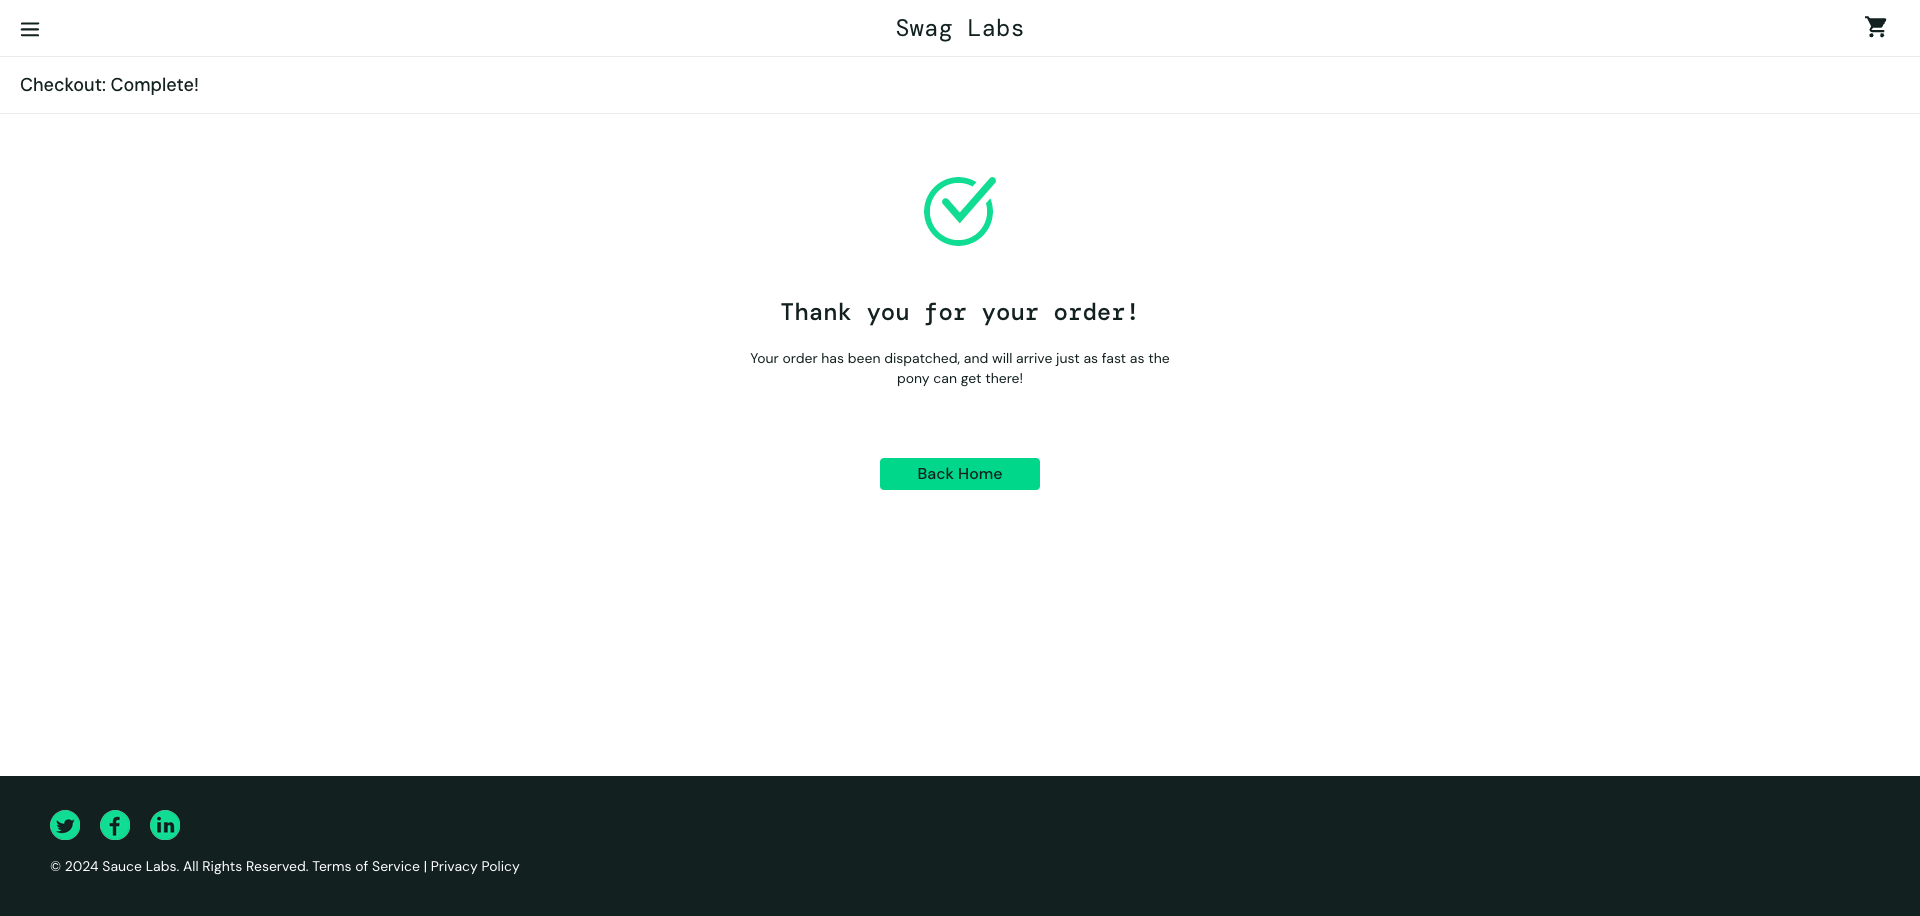 Swag Labs
Checkout: Complete!
Thank you for your order!
Your order has been dispatched, and will arrive just as fast as the
pony can get there!
Back Home
© 2024 Sauce Labs. All Rights Reserved. Terms of Service | Privacy Policy